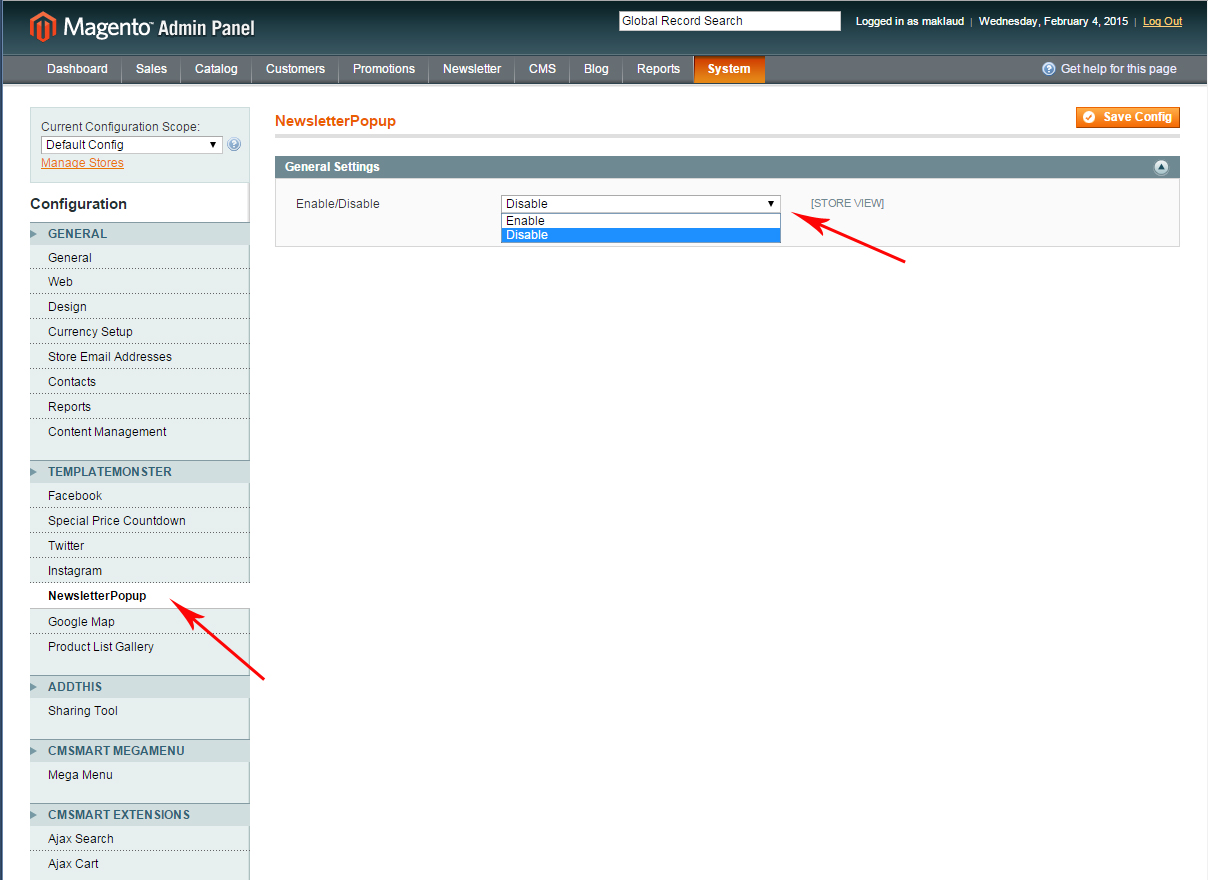 Magento™ Admin Panel
Global Record Search
Logged in as maklaud | Wednesday, February 4, 2015 | Log Out
Dashboard Sales Catalog Customers Promotions Newsletter CMS Blog Reports System Get help for this page
Current Configuration Scope:
Default Config
Manage Stores
Configuration
GENERAL
General
Web
Design
Currency Setup
Store Email Addresses
Contacts
Reports
Content Management
TEMPLATEMONSTER
Facebook
Special Price Countdown
Twitter
Instagram
NewsletterPopup
Google Map
Product List Gallery
ADDTHIS
Sharing Tool
CMSMART MEGAMENU
Mega Menu
CMSMART EXTENSIONS
Ajax Search
Ajax Cart
NewsletterPopup
Save Config
General Settings
Enable/Disable Disable [STORE VIEW]
Enable
Disable